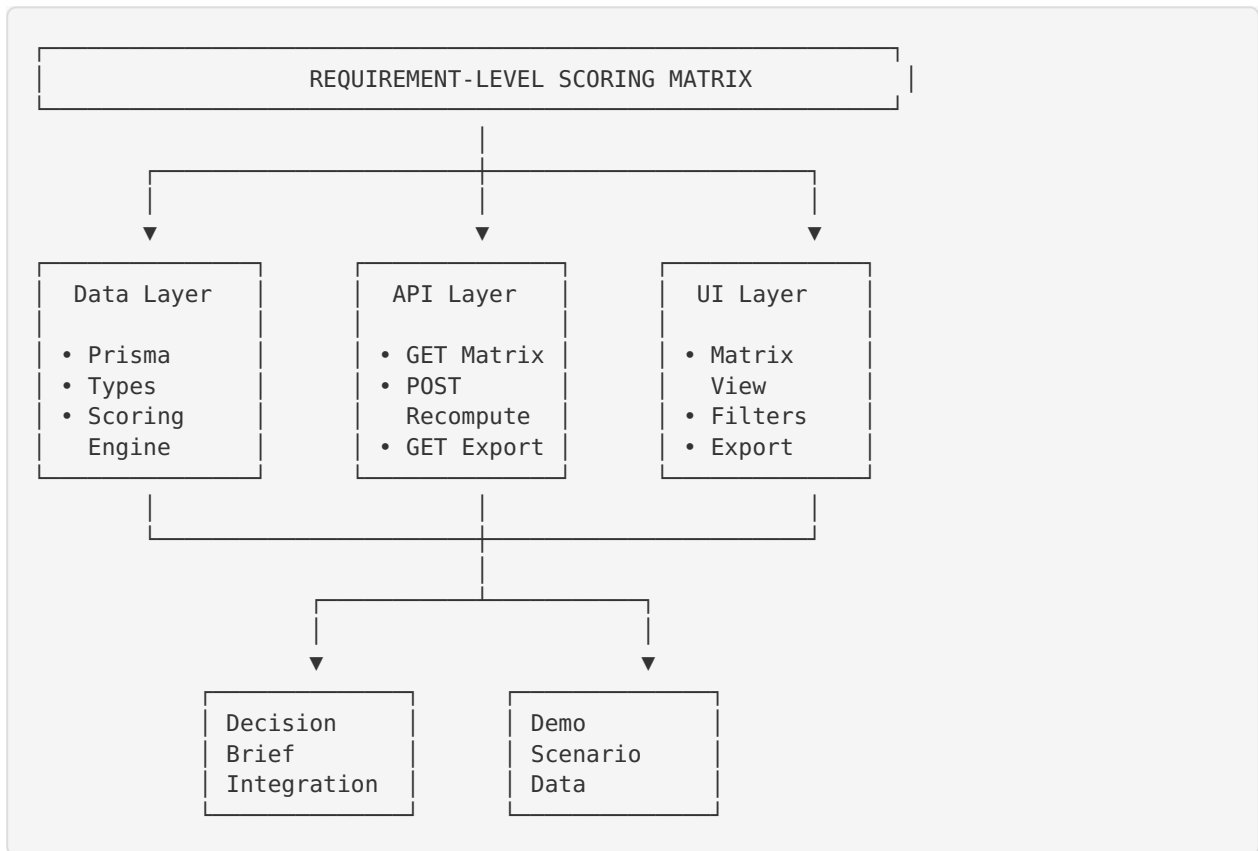 REQUIREMENT-LEVEL SCORING MATRIX
Data Layer
• Prisma
• Types
• Scoring
Engine
API Layer
• GET Matrix
• POST
Recompute
• GET Export
UI Layer
• Matrix
View
• Filters
• Export
Decision
Brief
Integration
Demo
Scenario
Data